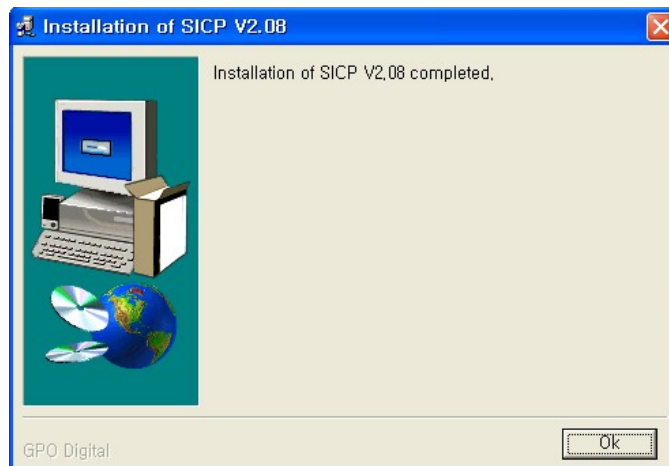 Installation of SICP V2.08
Installation of SICP V2.08 completed.
GPO Digital
Ok